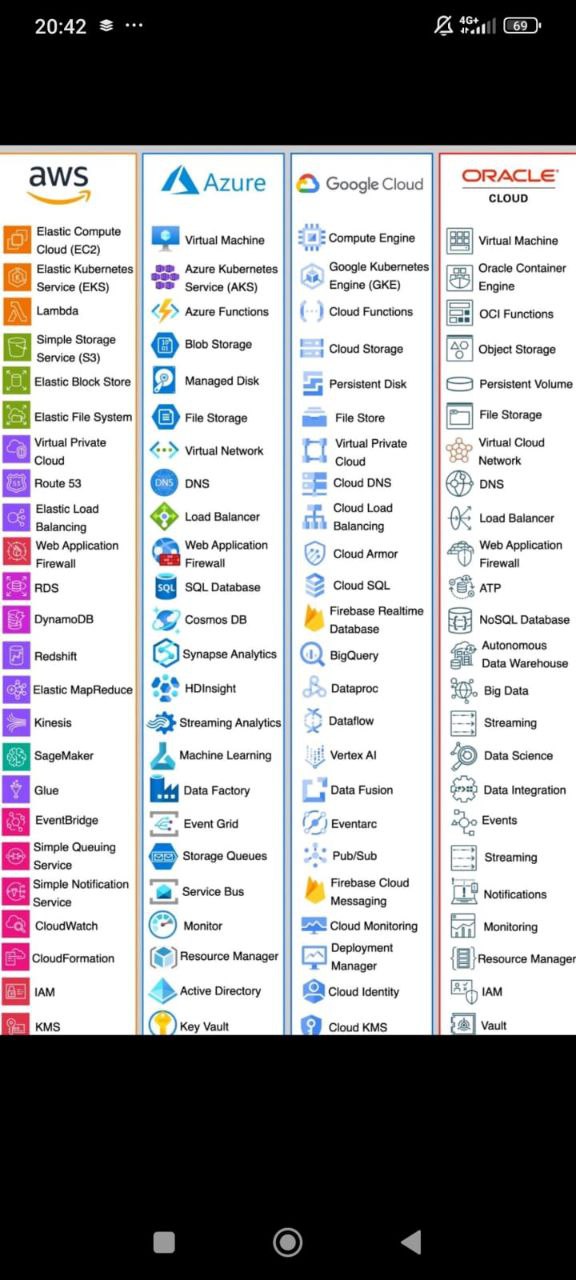 20:42
4G+
69
aws
Azure
Google Cloud
ORACLE
CLOUD
Elastic Compute
Cloud (EC2)
Virtual Machine
Compute Engine
Virtual Machine
Elastic Kubernetes
Service (EKS)
Azure Kubernetes
Service (AKS)
Google Kubernetes
Engine (GKE)
Oracle Container
Engine
Lambda
Azure Functions
Cloud Functions
OCI Functions
Simple Storage
Service (S3)
Blob Storage
Cloud Storage
Object Storage
Elastic Block Store
Managed Disk
Persistent Disk
Persistent Volume
Elastic File System
File Storage
File Store
File Storage
Virtual Private
Cloud
Virtual Network
Virtual Private
Cloud
Virtual Cloud
Network
Route 53
DNS
DNS
Cloud DNS
DNS
Elastic Load
Balancing
Load Balancer
Cloud Load
Balancing
Load Balancer
Web Application
Firewall
Web Application
Firewall
Cloud Armor
Web Application
Firewall
RDS
SQL
SQL Database
Cloud SQL
ATP
DynamoDB
Cosmos DB
Firebase Realtime
Database
NoSQL Database
Redshift
Synapse Analytics
BigQuery
Autonomous
Data Warehouse
Elastic MapReduce
HDInsight
Dataproc
Big Data
Kinesis
Streaming Analytics
Dataflow
Streaming
SageMaker
Machine Learning
Vertex AI
Data Science
Glue
Data Factory
Data Fusion
Data Integration
EventBridge
Event Grid
Eventarc
Events
Simple Queuing
Service
Storage Queues
Pub/Sub
Streaming
Simple Notification
Service
Service Bus
Firebase Cloud
Messaging
Notifications
CloudWatch
Monitor
Cloud Monitoring
Monitoring
CloudFormation
Resource Manager
Deployment
Manager
Resource Manager
IAM
Active Directory
Cloud Identity
IAM
KMS
Key Vault
Cloud KMS
Vault